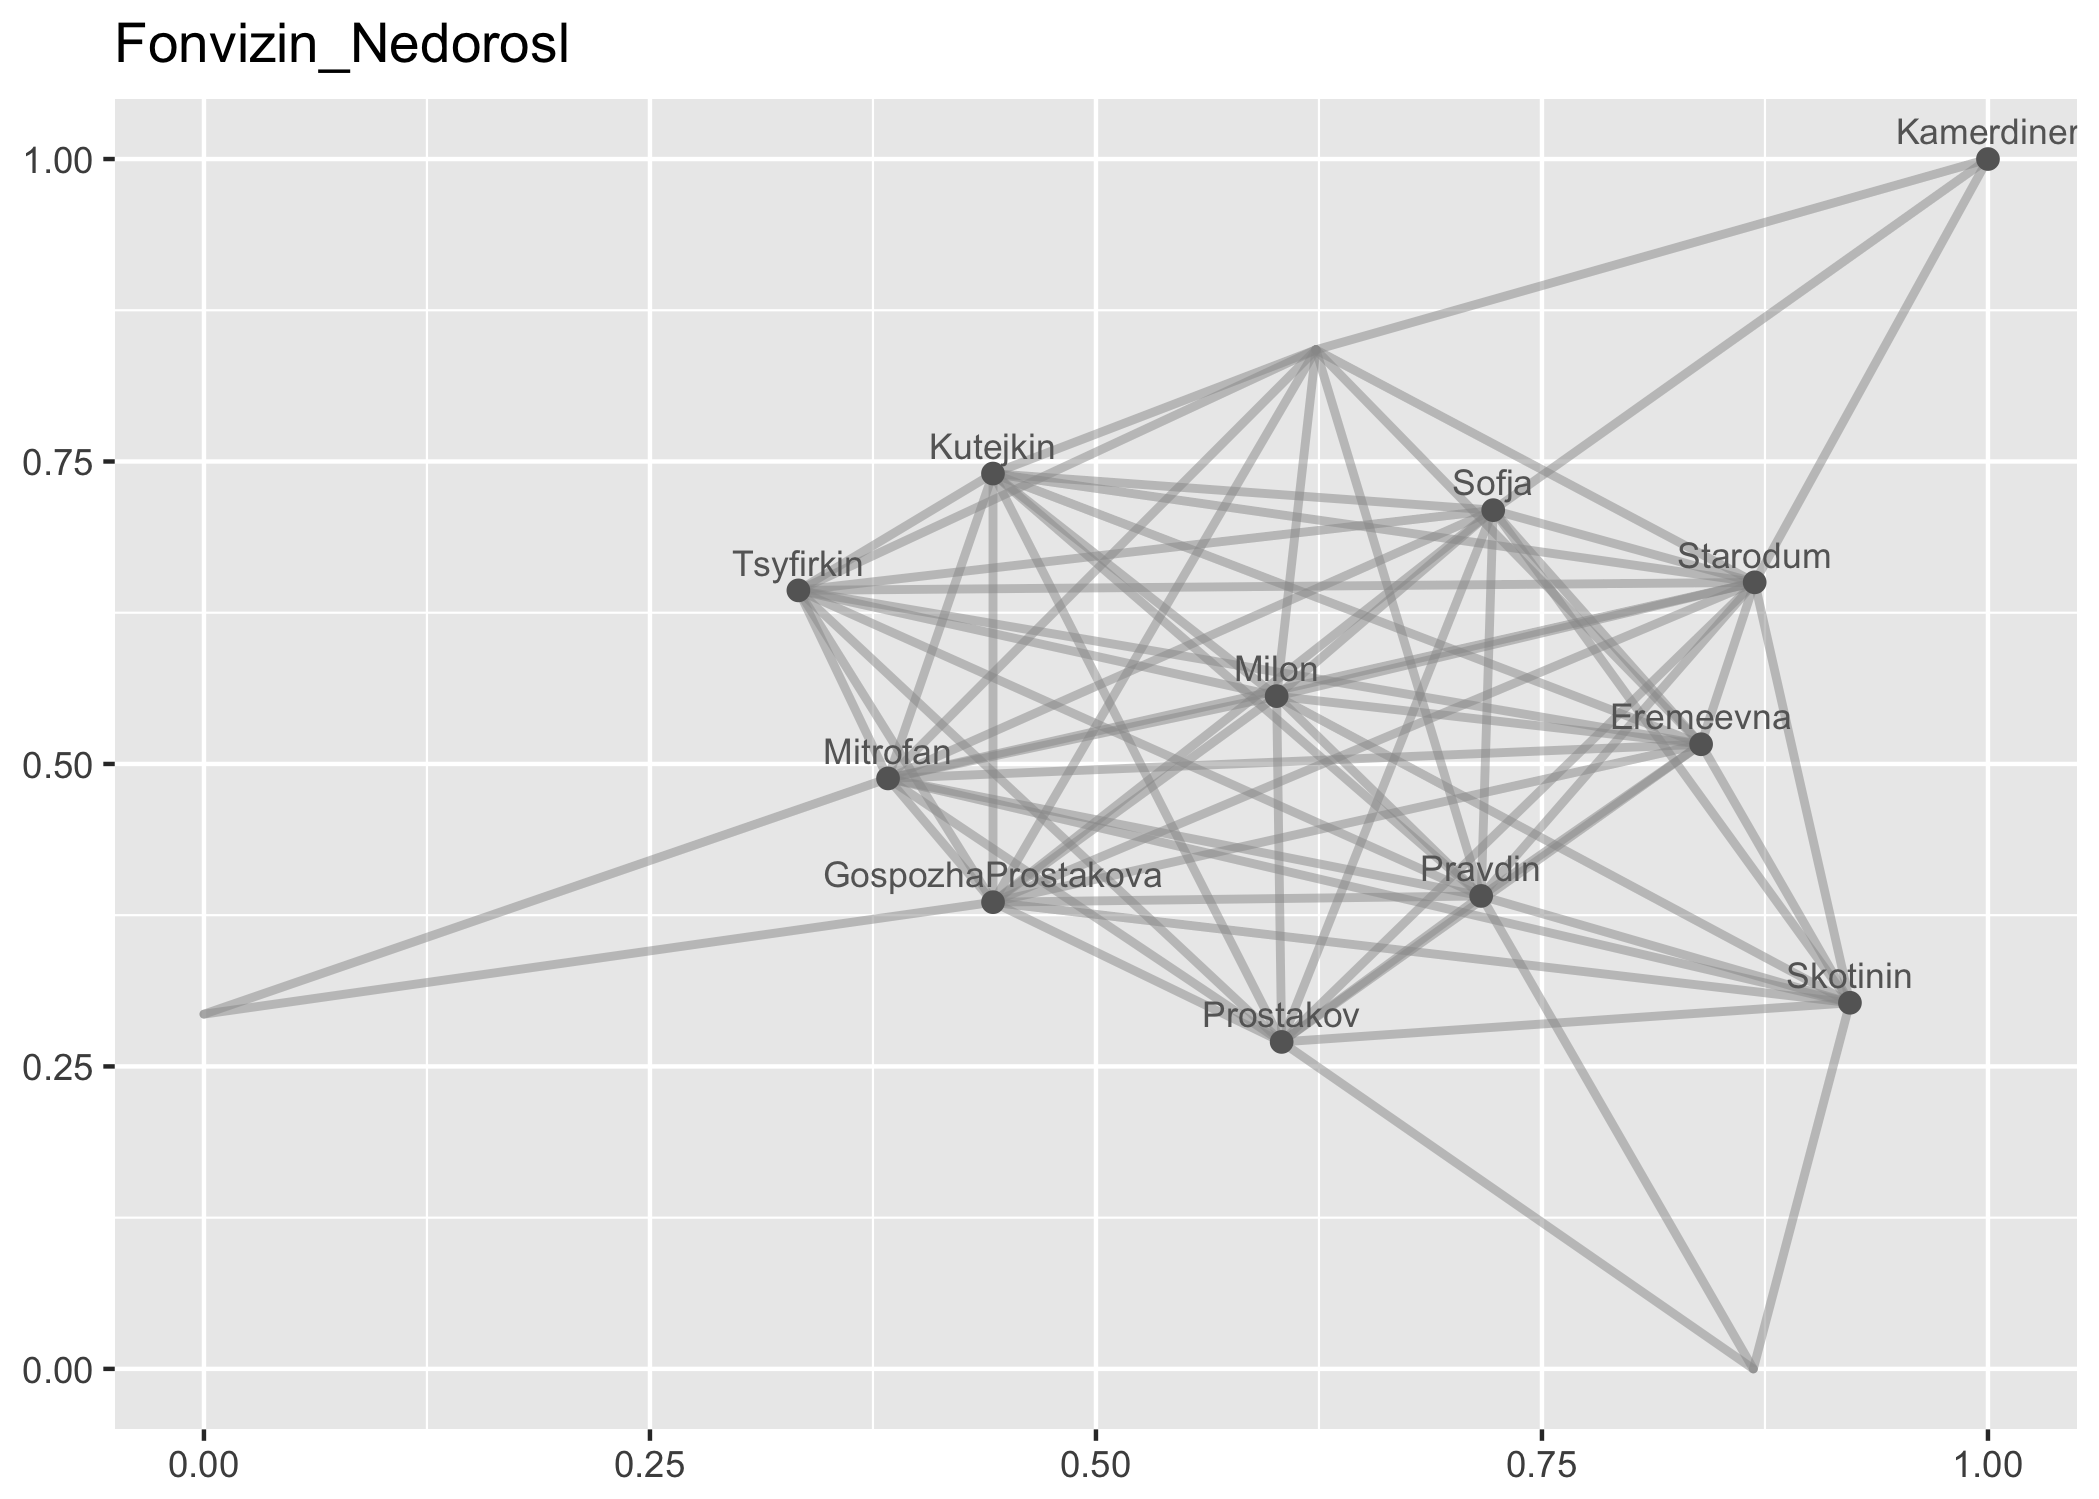 Fonvizin_Nedorosl
Kamerdiner
1.00
Kutejkin
0.75
Sofja
Tsyfirkin
Starodum
Milon
Eremeevna
Mitrofan
0.50
GospozhaProstakova
Pravdin
Skotinin
Prostakov
0.25
0.00
0.00 0.25 0.50 0.75 1.00